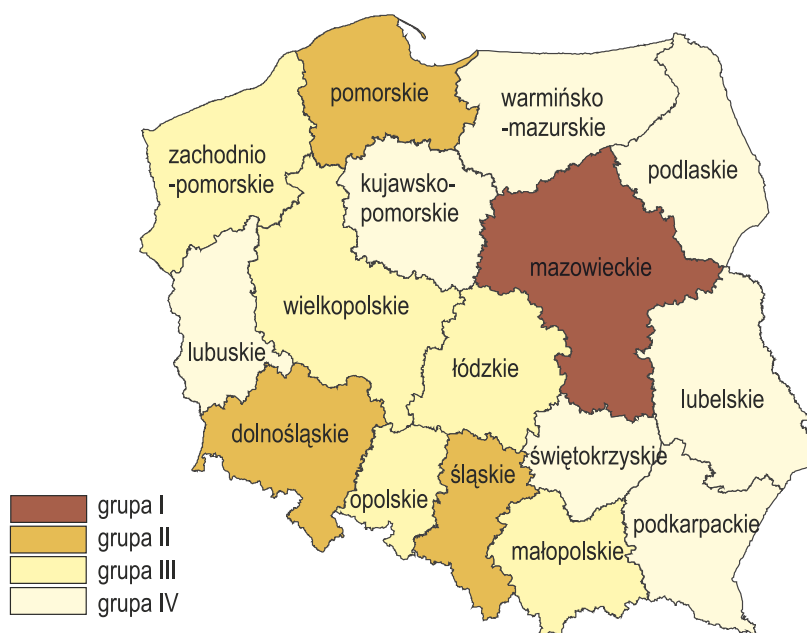 pomorskie
warmińsko
-mazurskie
zachodnio
-pomorskie
podlaskie
kujawsko-
pomorskie
mazowieckie
wielkopolskie
lubuskie
łódzkie
lubelskie
dolnośląskie
świętokrzyskie
śląskie
opolskie
podkarpackie
małopolskie
grupa I
grupa II
grupa III
grupa IV